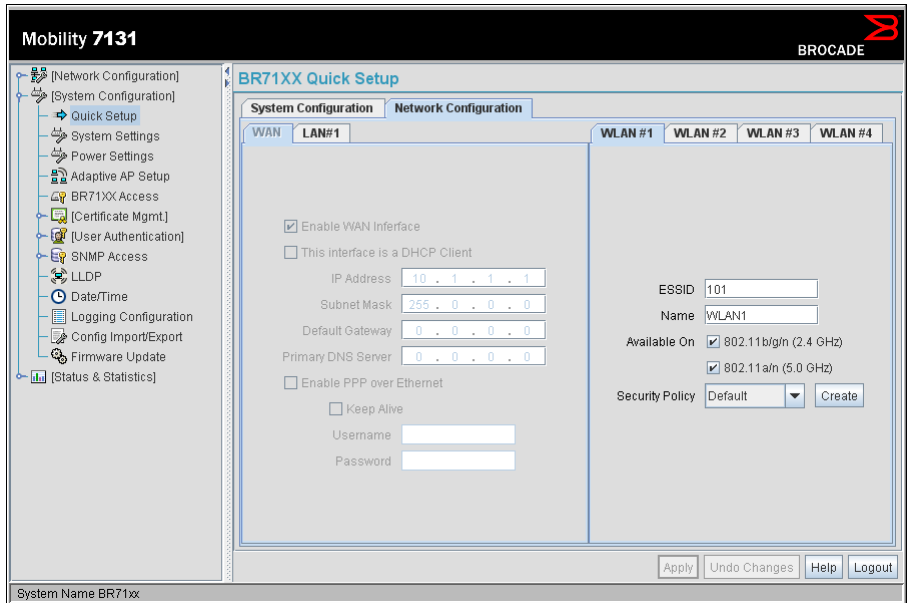 Mobility 7131
BROCADE
[Network Configuration]
[System Configuration]
Quick Setup
System Settings
Power Settings
Adaptive AP Setup
BR71XX Access
[Certificate Mgmt.]
[User Authentication]
SNMP Access
LLDP
Date/Time
Logging Configuration
Config Import/Export
Firmware Update
[Status & Statistics]
BR71XX Quick Setup
System Configuration
Network Configuration
WAN
LAN#1
Enable WAN Inferface
This interface is a DHCP Client
IP Address 10 . 1 . 1 . 1
Subnet Mask 255 . 0 . 0 . 0
Default Gateway 0 . 0 . 0 . 0
Primary DNS Server 0 . 0 . 0 . 0
Enable PPP over Ethernet
Keep Alive
Username
Password
WLAN #1
WLAN #2
WLAN #3
WLAN #4
ESSID 101
Name WLAN1
Available On 802.11b/g/n (2.4 GHz)
802.11a/n (5.0 GHz)
Security Policy Default Create
Apply
Undo Changes
Help
Logout
System Name BR71xx